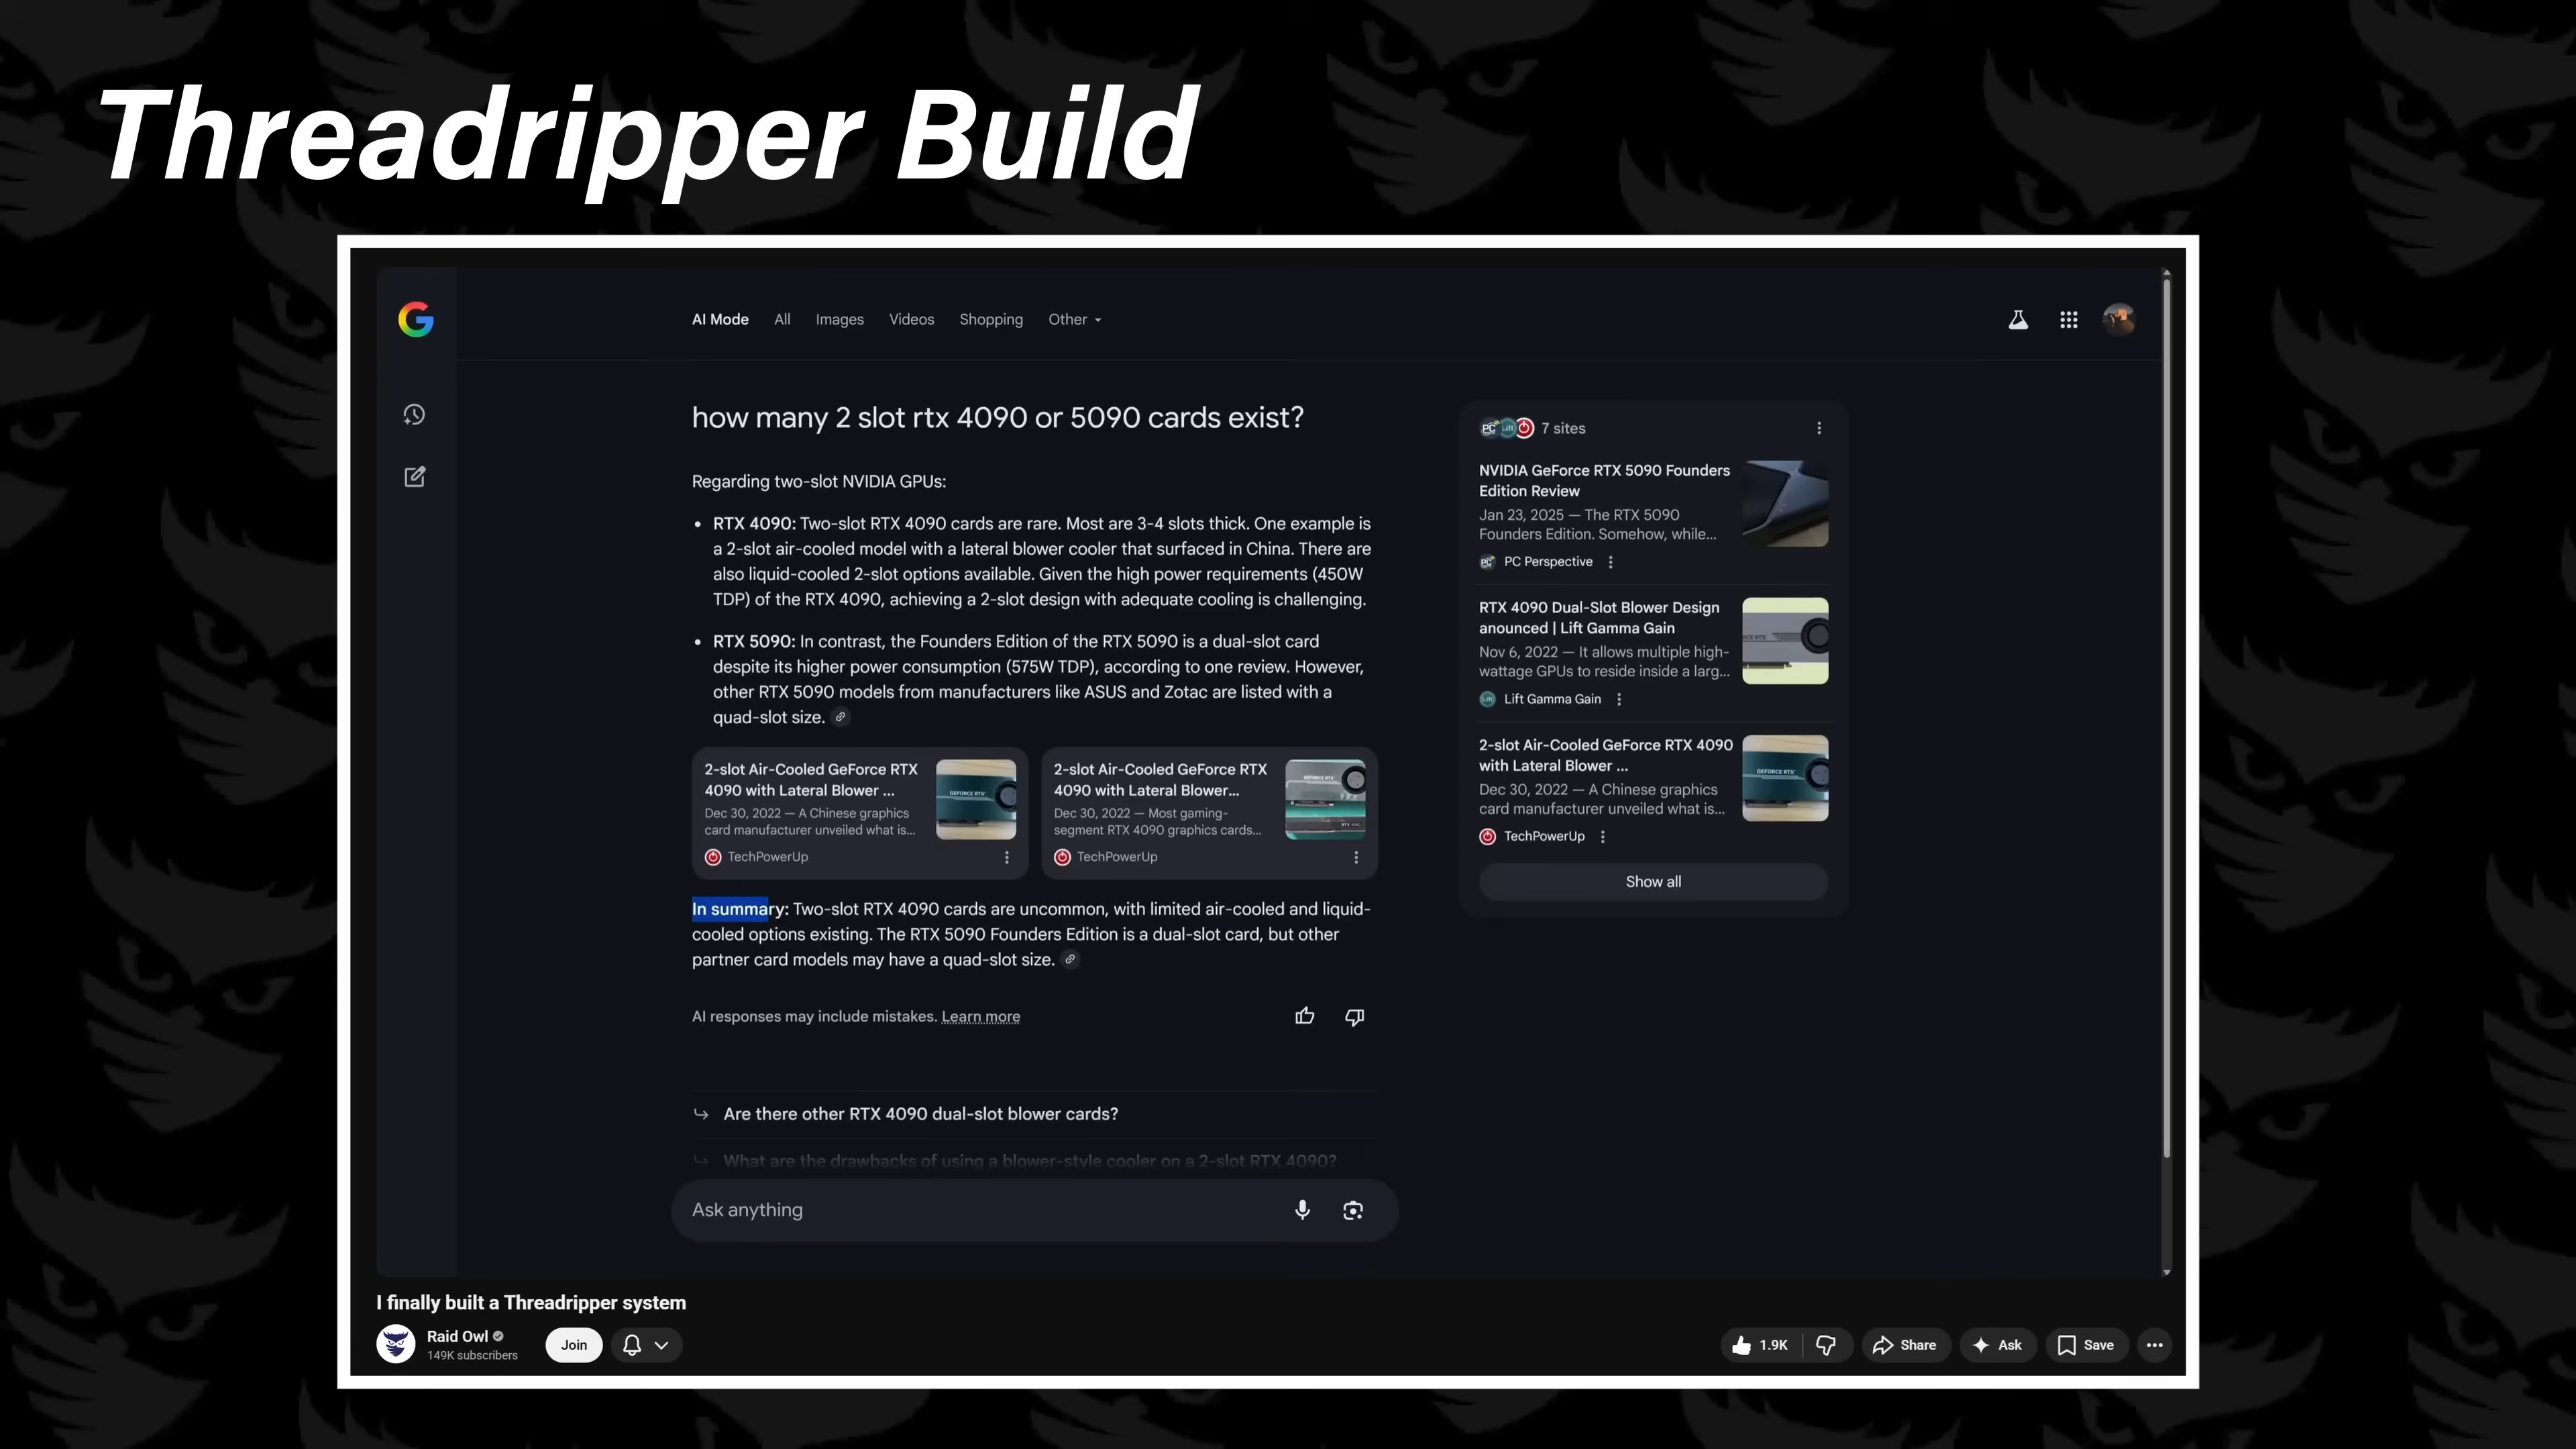 Threadripper Build
AI Mode All Images Videos Shopping Other
how many 2 slot rtx 4090 or 5090 cards exist?
Regarding two-slot NVIDIA GPUs:
• RTX 4090: Two-slot RTX 4090 cards are rare. Most are 3-4 slots thick. One example is
a 2-slot air-cooled model with a lateral blower cooler that surfaced in China. There are
also liquid-cooled 2-slot options available. Given the high power requirements (450W
TDP) of the RTX 4090, achieving a 2-slot design with adequate cooling is challenging.
• RTX 5090: In contrast, the Founders Edition of the RTX 5090 is a dual-slot card
despite its higher power consumption (575W TDP), according to one review. However,
other RTX 5090 models from manufacturers like ASUS and Zotac are listed with a
quad-slot size.
2-slot Air-Cooled GeForce RTX
4090 with Lateral Blower ...
Dec 30, 2022 — A Chinese graphics
card manufacturer unveiled what is...
TechPowerUp
2-slot Air-Cooled GeForce RTX
4090 with Lateral Blower...
Dec 30, 2022 — Most gaming-
segment RTX 4090 graphics cards...
TechPowerUp
In summary: Two-slot RTX 4090 cards are uncommon, with limited air-cooled and liquid-
cooled options existing. The RTX 5090 Founders Edition is a dual-slot card, but other
partner card models may have a quad-slot size.
AI responses may include mistakes. Learn more
Are there other RTX 4090 dual-slot blower cards?
What are the drawbacks of using a blower-style cooler on a 2-slot RTX 4090?
Ask anything
7 sites
NVIDIA GeForce RTX 5090 Founders
Edition Review
Jan 23, 2025 — The RTX 5090
Founders Edition. Somehow, while...
PC Perspective
RTX 4090 Dual-Slot Blower Design
anounced | Lift Gamma Gain
Nov 6, 2022 — It allows multiple high-
wattage GPUs to reside inside a larg...
Lift Gamma Gain
2-slot Air-Cooled GeForce RTX 4090
with Lateral Blower ...
Dec 30, 2022 — A Chinese graphics
card manufacturer unveiled what is...
TechPowerUp
Show all
I finally built a Threadripper system
Raid Owl
149K subscribers
Join
1.9K Share Ask Save